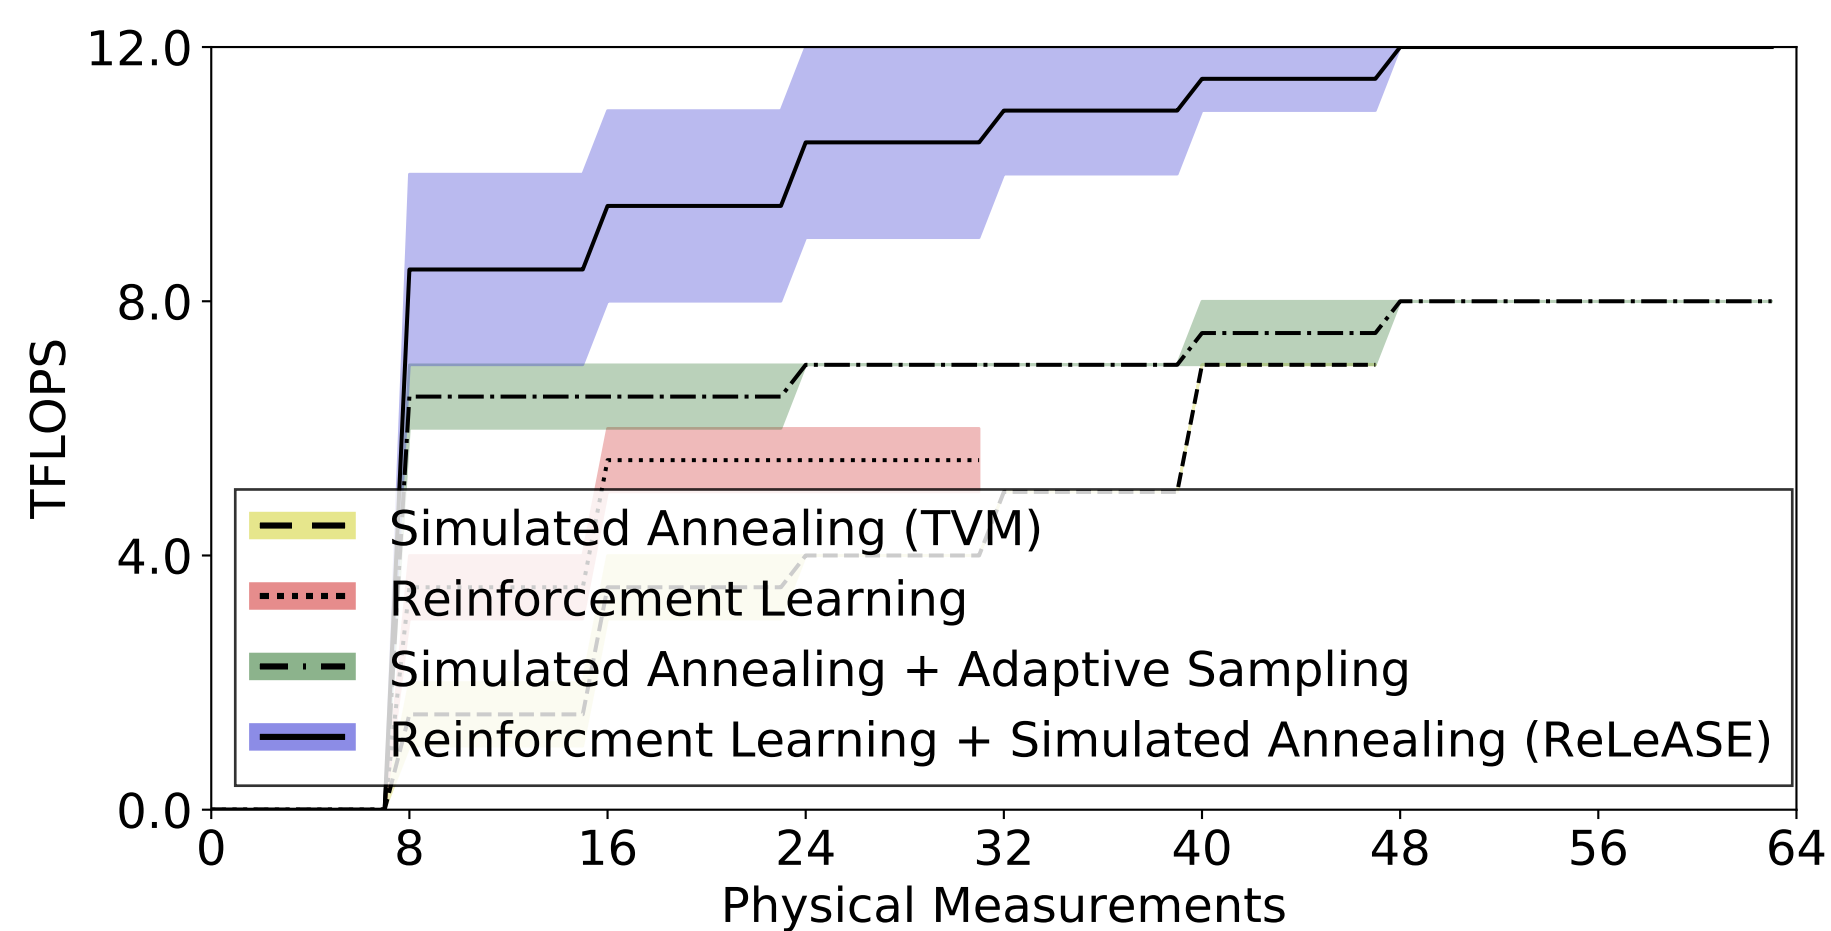 12.0
8.0
4.0
0.0
TFLOPS
Simulated Annealing (TVM)
Reinforcement Learning
Simulated Annealing + Adaptive Sampling
Reinforcment Learning + Simulated Annealing (ReLeASE)
0 8 16 24 32 40 48 56 64
Physical Measurements